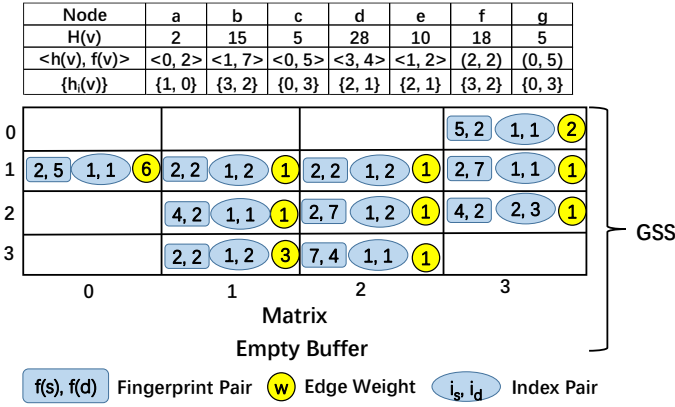 Node a b c d e f g
H(v) 2 15 5 28 10 18 5
<h(v), f(v)> <0, 2> <1, 7> <0, 5> <3, 4> <1, 2> (2, 2) (0, 5)
{hᵢ(v)} {1, 0} {3, 2} {0, 3} {2, 1} {2, 1} {3, 2} {0, 3}
0 5, 2 1, 1 2
1 2, 5 1, 1 6 2, 2 1, 2 1 2, 2 1, 2 1 2, 7 1, 1 1
2 4, 2 1, 1 1 2, 7 1, 2 1 4, 2 2, 3 1
GSS
3 2, 2 1, 2 3 7, 4 1, 1 1
0 1 2 3
Matrix
Empty Buffer
f(s), f(d) Fingerprint Pair w Edge Weight iₛ, i_d Index Pair